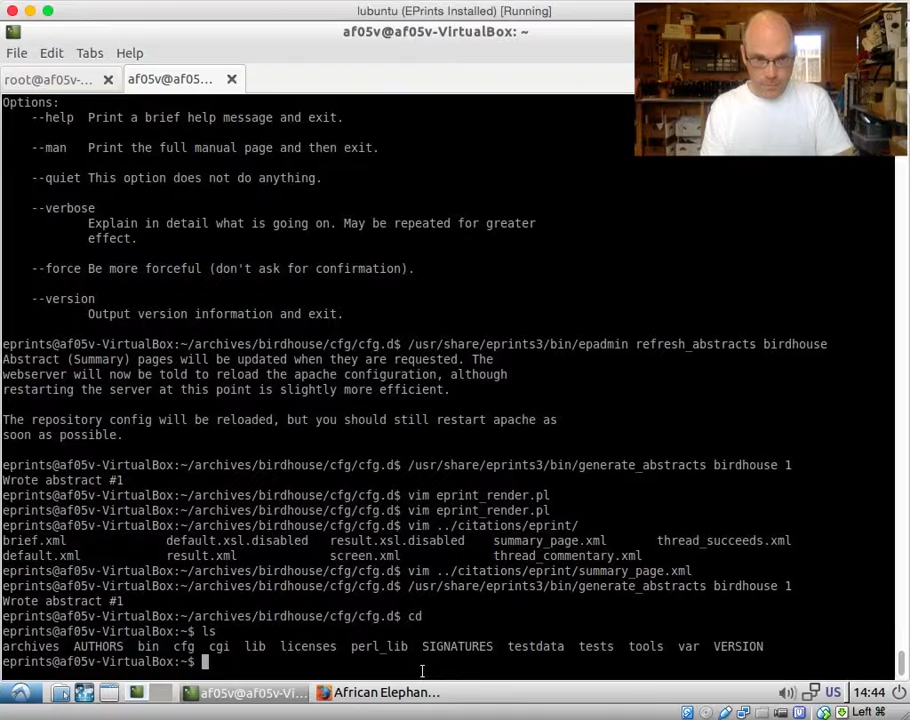 lubuntu (EPrints Installed) [Running]
af05v@af05v-VirtualBox: ~
File Edit Tabs Help
root@af05v-... af05v@af05...
Options:
--help Print a brief help message and exit.
--man Print the full manual page and then exit.
--quiet This option does not do anything.
--verbose
Explain in detail what is going on. May be repeated for greater
effect.
--force Be more forceful (don't ask for confirmation).
--version
Output version information and exit.
eprints@af05v-VirtualBox:~/archives/birdhouse/cfg/cfg.d$ /usr/share/eprints3/bin/epadmin refresh_abstracts birdhouse
Abstract (Summary) pages will be updated when they are requested. The
webserver will now be told to reload the apache configuration, although
restarting the server at this point is slightly more efficient.
The repository config will be reloaded, but you should still restart apache as
soon as possible.
eprints@af05v-VirtualBox:~/archives/birdhouse/cfg/cfg.d$ /usr/share/eprints3/bin/generate_abstracts birdhouse 1
Wrote abstract #1
eprints@af05v-VirtualBox:~/archives/birdhouse/cfg/cfg.d$ vim eprint_render.pl
eprints@af05v-VirtualBox:~/archives/birdhouse/cfg/cfg.d$ vim eprint_render.pl
eprints@af05v-VirtualBox:~/archives/birdhouse/cfg/cfg.d$ vim ../citations/eprint/
brief.xml default.xsl.disabled result.xsl.disabled summary_page.xml thread_succeeds.xml
default.xml result.xml screen.xml thread_commentary.xml
eprints@af05v-VirtualBox:~/archives/birdhouse/cfg/cfg.d$ vim ../citations/eprint/summary_page.xml
eprints@af05v-VirtualBox:~/archives/birdhouse/cfg/cfg.d$ /usr/share/eprints3/bin/generate_abstracts birdhouse 1
Wrote abstract #1
eprints@af05v-VirtualBox:~/archives/birdhouse/cfg/cfg.d$ cd
eprints@af05v-VirtualBox:~$ ls
archives AUTHORS bin cfg cgi lib licenses perl_lib SIGNATURES testdata tests tools var VERSION
eprints@af05v-VirtualBox:~$
af05v@af05v-Vi... African Elephan... US 14:44
Left ⌘